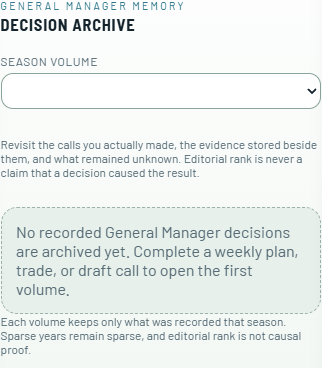 GENERAL MANAGER MEMORY
DECISION ARCHIVE
SEASON VOLUME
Revisit the calls you actually made, the evidence stored beside
them, and what remained unknown. Editorial rank is never a
claim that a decision caused the result.
No recorded General Manager decisions
are archived yet. Complete a weekly plan,
trade, or draft call to open the first
volume.
Each volume keeps only what was recorded that season.
Sparse years remain sparse, and editorial rank is not causal
proof.